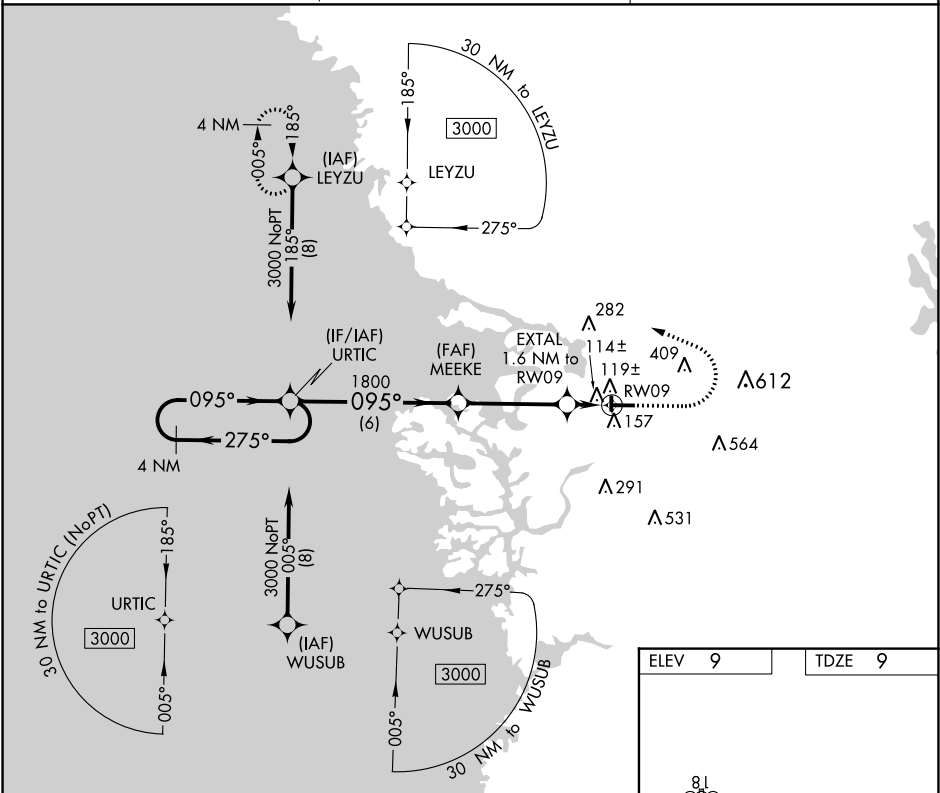 30 NM to LEYZU
185°
3000
LEYZU
275°
4 NM
185°
005°
(IAF)
LEYZU
3000 NoPT
185°
(8)
(IF/IAF)
URTIC
1800
095°
(6)
(FAF)
MEEKE
EXTAL
1.6 NM to
RW09
282
114±
119±
409
RW09
612
157
564
291
531
095°
275°
4 NM
30 NM to URTIC (NoPT)
185°
URTIC
3000
005°
3000 NoPT
005°
(8)
(IAF)
WUSUB
275°
WUSUB
3000
005°
30 NM to WUSUB
ELEV 9
TDZE 9